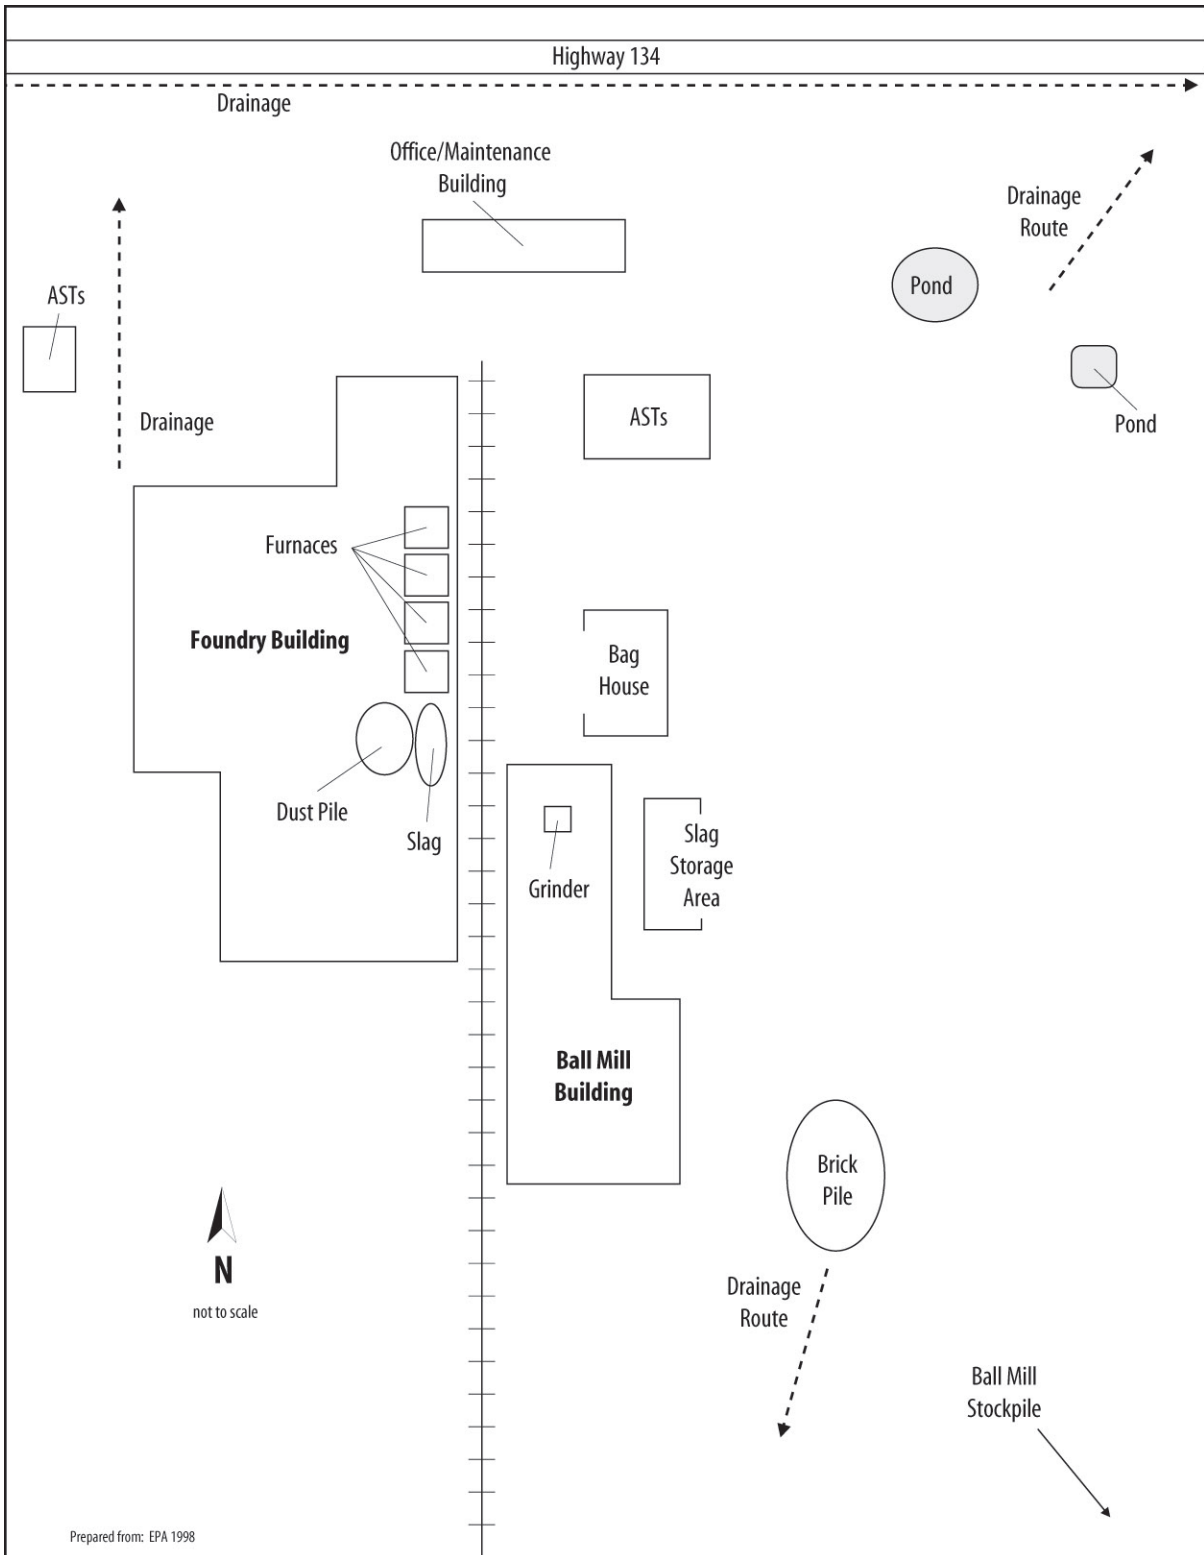 Highway 134
Drainage
Office/Maintenance
Building
Drainage
Route
Pond
ASTs
Pond
ASTs
Drainage
Furnaces
Foundry Building
Bag
House
Dust Pile
Slag
Grinder
Slag
Storage
Area
Ball Mill
Building
Brick
Pile
N
not to scale
Drainage
Route
Ball Mill
Stockpile
Prepared from: EPA 1998